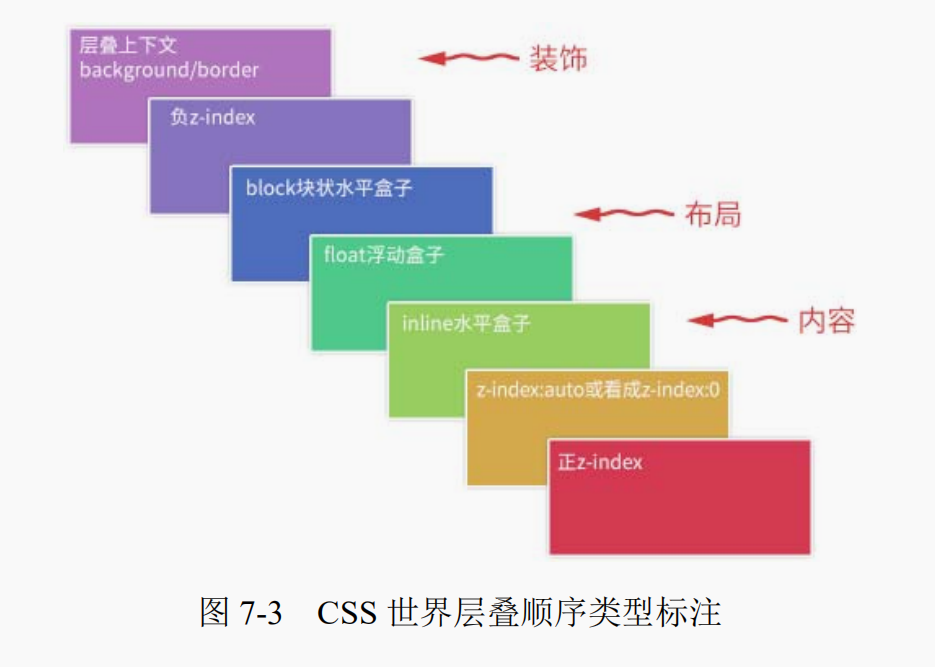 层叠上下文
background/border
装饰
负z-index
block块状水平盒子
布局
float浮动盒子
inline水平盒子
内容
z-index:auto或看成z-index:0
正z-index
图 7-3 CSS 世界层叠顺序类型标注